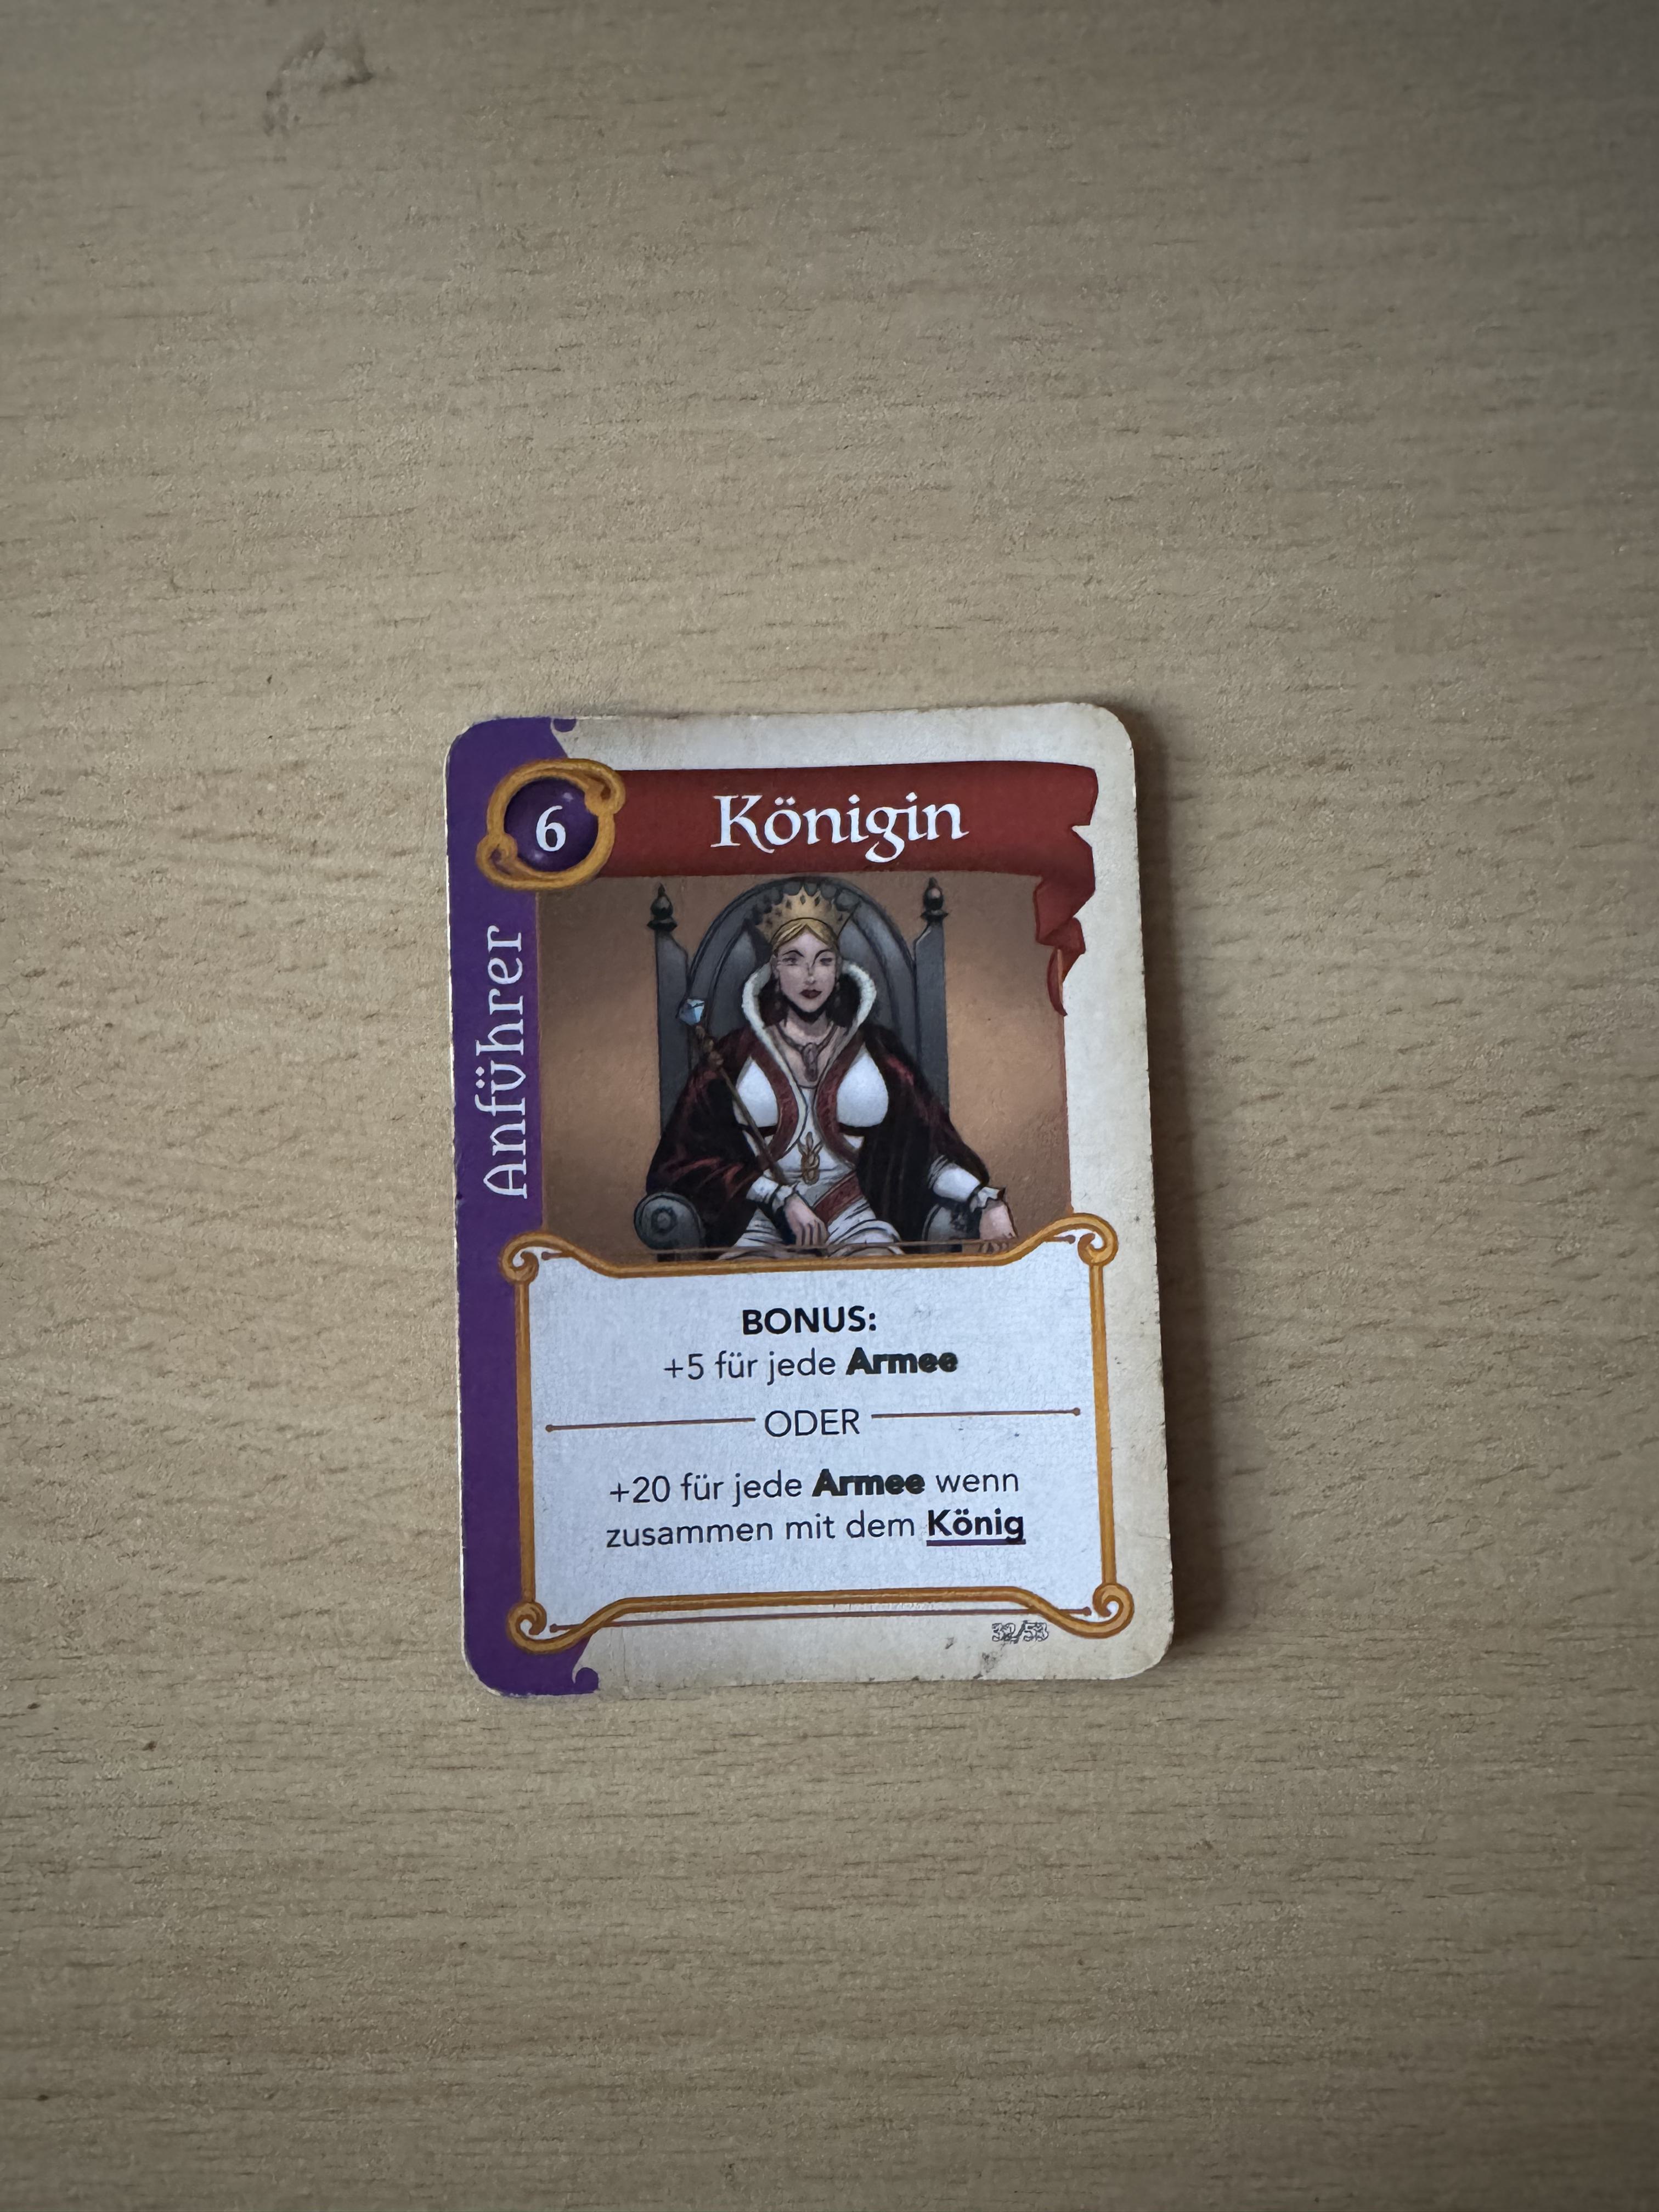 6
Königin
Anführer
BONUS:
+5 für jede Armee
ODER
+20 für jede Armee wenn
zusammen mit dem König
32/53